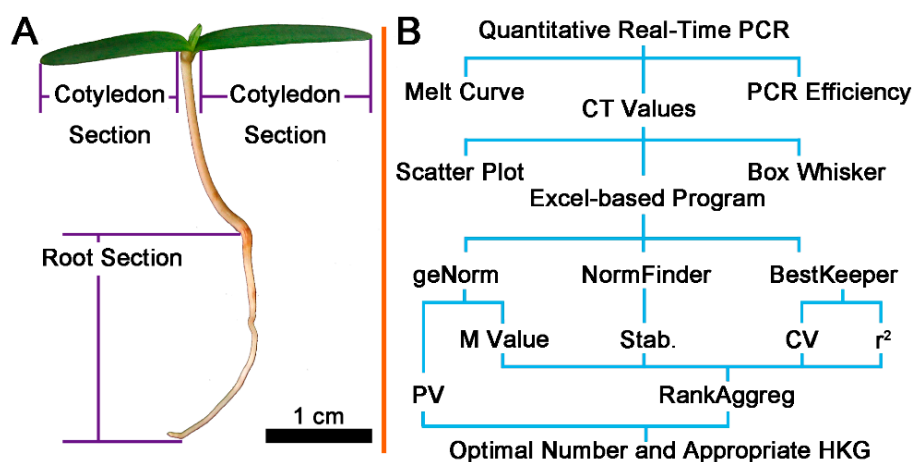 A
Cotyledon Section
Cotyledon Section
Root Section
1 cm
B
Quantitative Real-Time PCR
Melt Curve
PCR Efficiency
CT Values
Scatter Plot
Box Whisker
Excel-based Program
geNorm
NormFinder
BestKeeper
M Value
Stab.
CV
r²
PV
RankAggreg
Optimal Number and Appropriate HKG